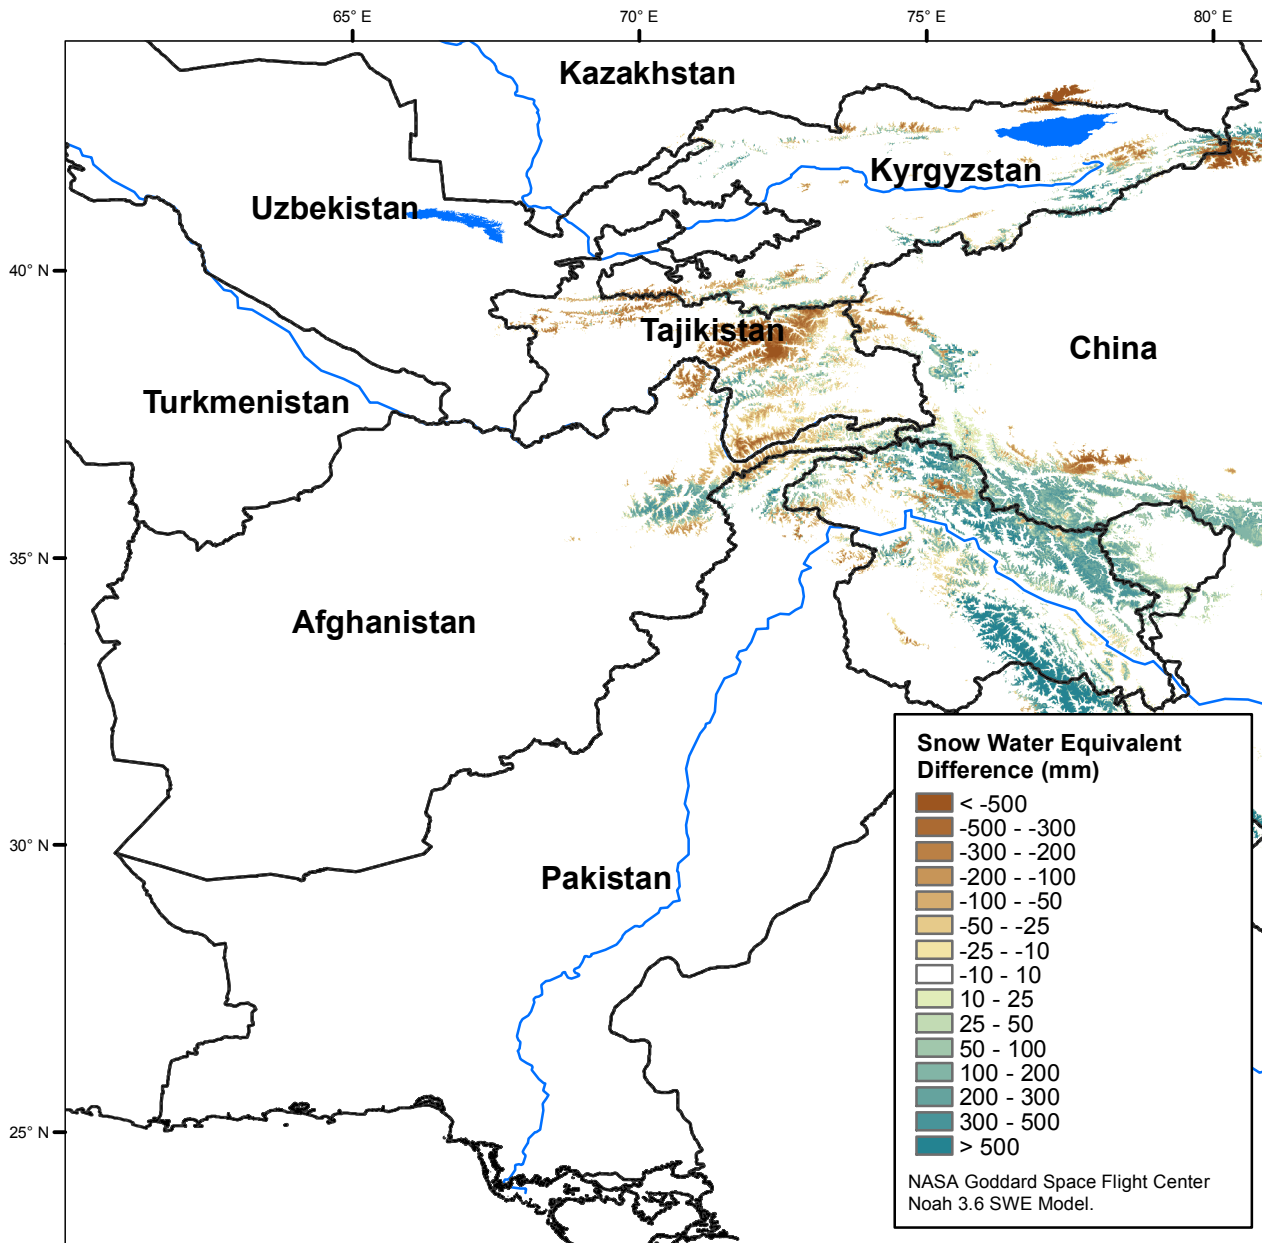 65° E
70° E
75° E
80° E
Kazakhstan
Kyrgyzstan
Uzbekistan
40° N
Tajikistan
China
Turkmenistan
35° N
Afghanistan
Snow Water Equivalent
Difference (mm)
< -500
-500 - -300
-300 - -200
-200 - -100
-100 - -50
-50 - -25
-25 - -10
-10 - 10
10 - 25
25 - 50
50 - 100
100 - 200
200 - 300
300 - 500
> 500
NASA Goddard Space Flight Center
Noah 3.6 SWE Model.
30° N
Pakistan
25° N